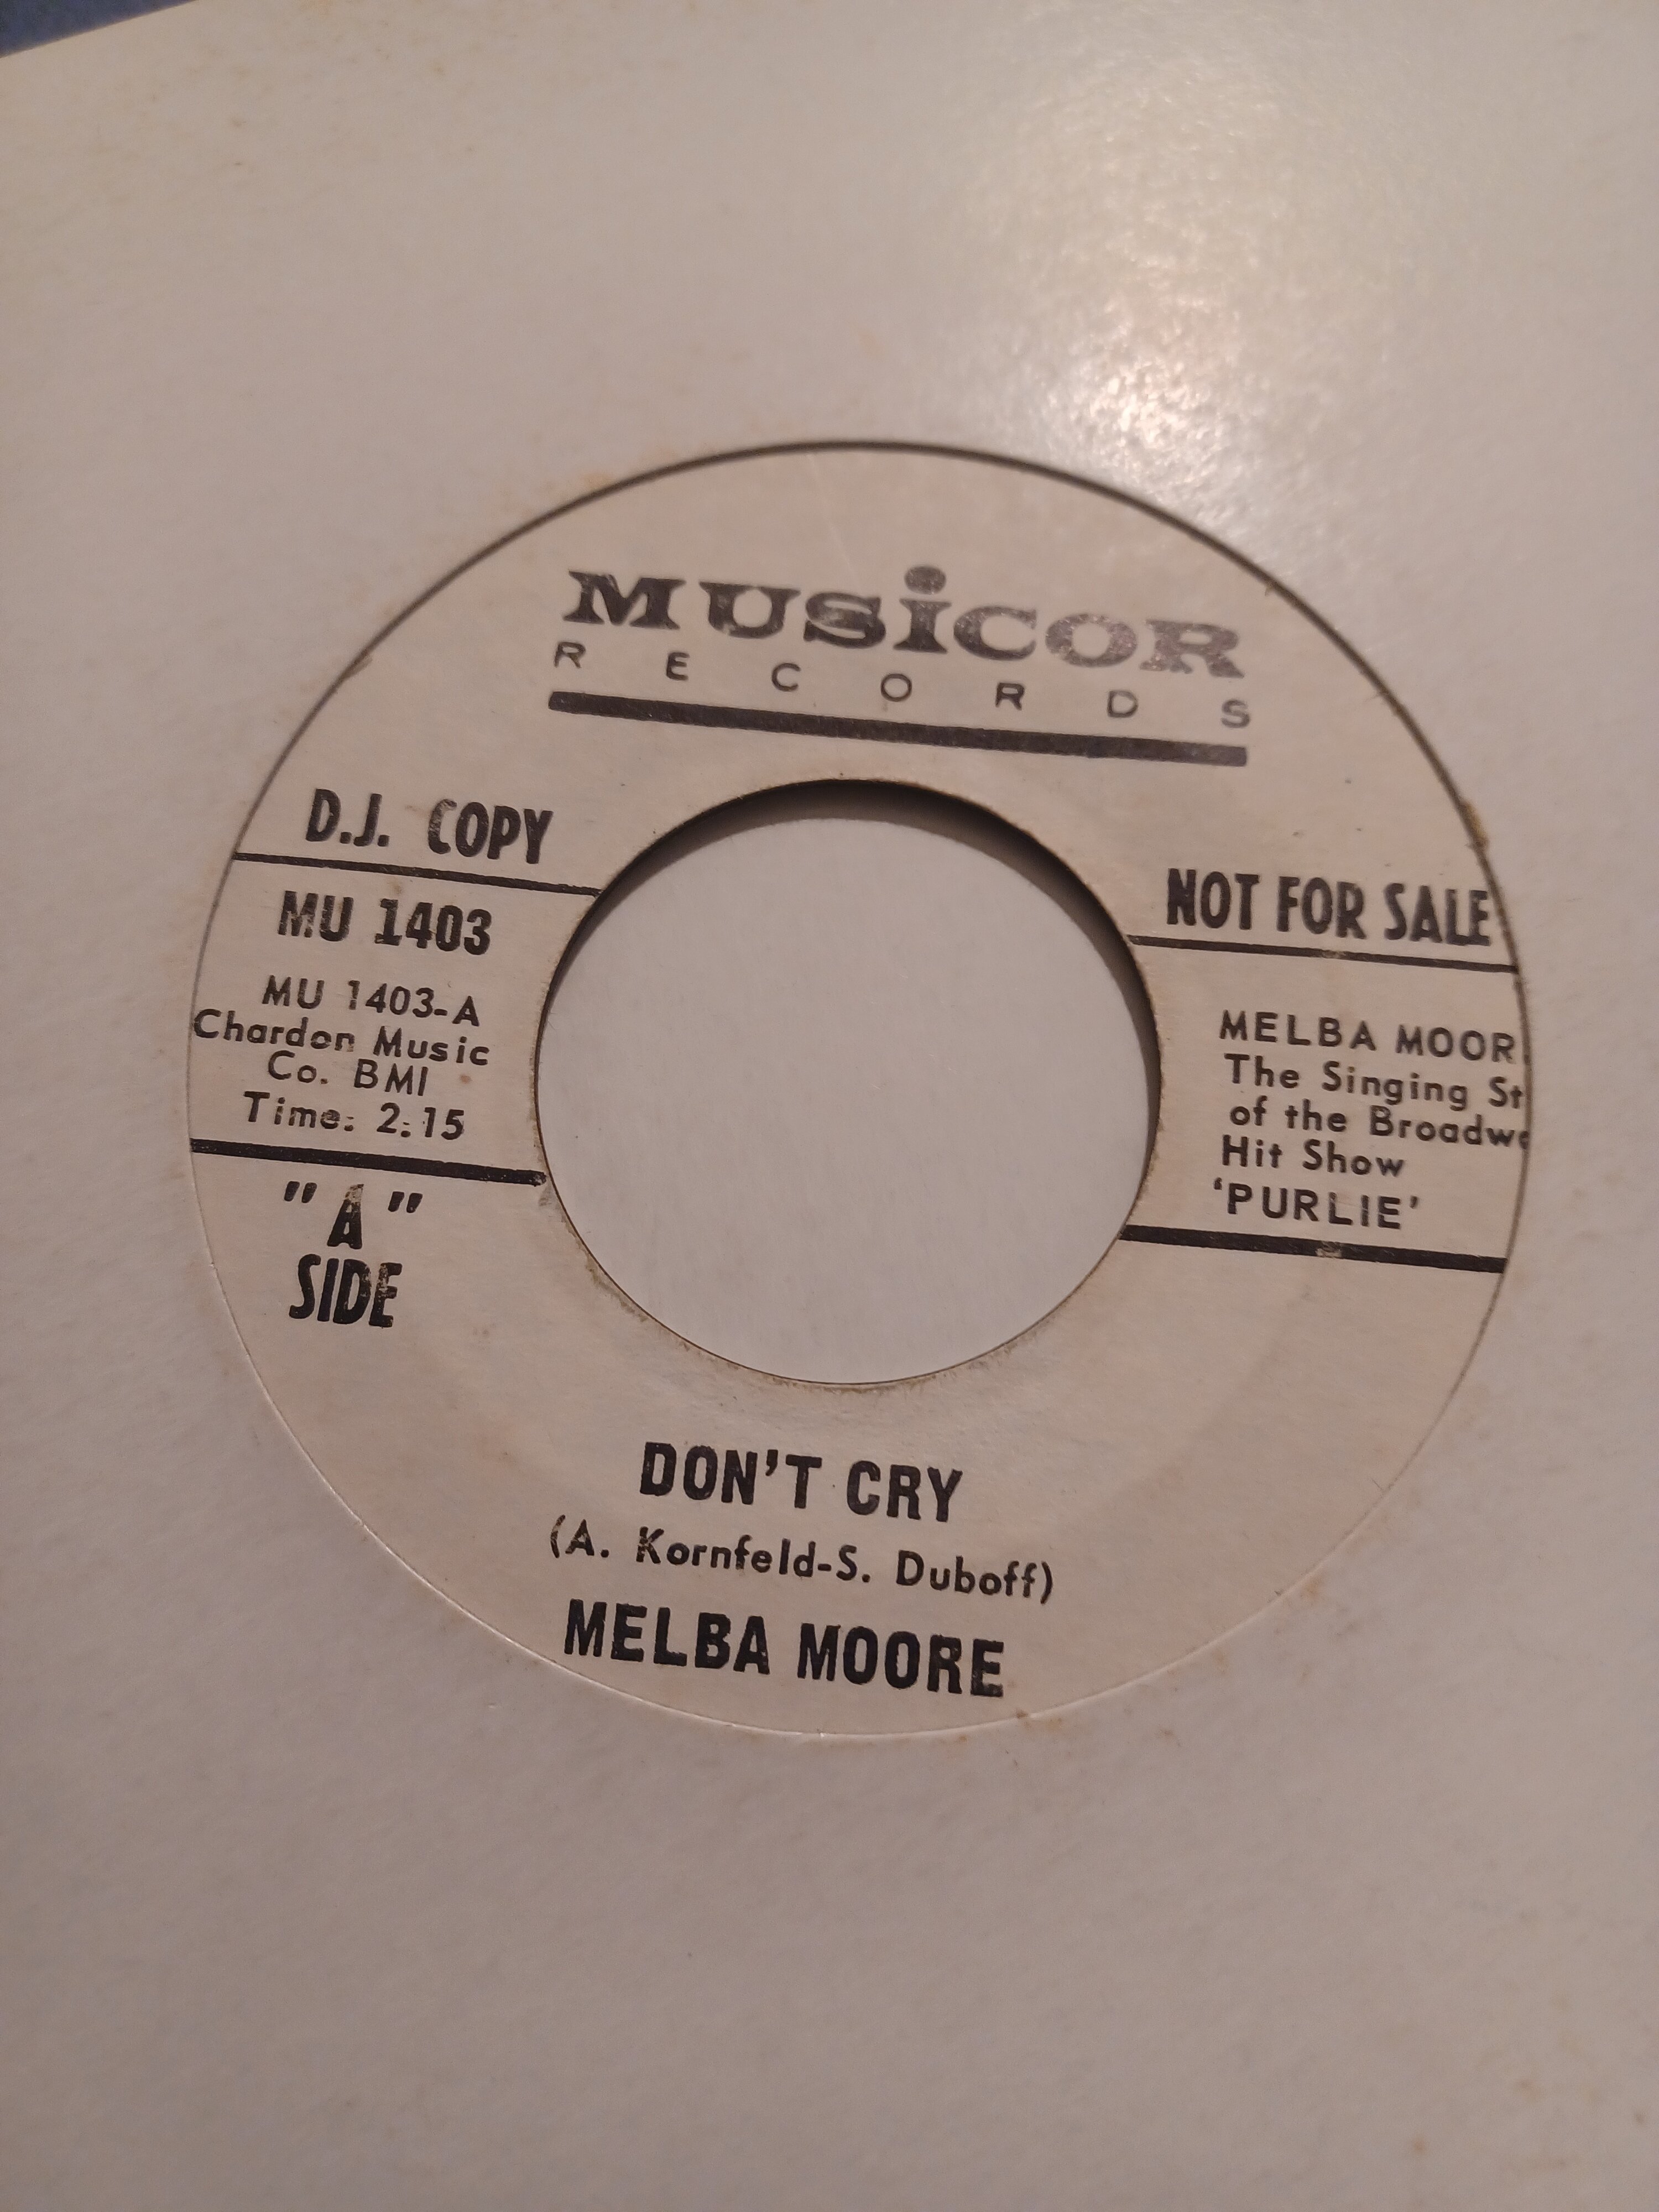 MUSiCOR
RECORDS
D.J. COPY
NOT FOR SALE
MU 1403
MU 1403-A
Chardon Music
Co. BMI
Time: 2:15
"A"
SIDE
MELBA MOOR
The Singing St
of the Broadwa
Hit Show
'PURLIE'
DON'T CRY
(A. Kornfeld-S. Duboff)
MELBA MOORE